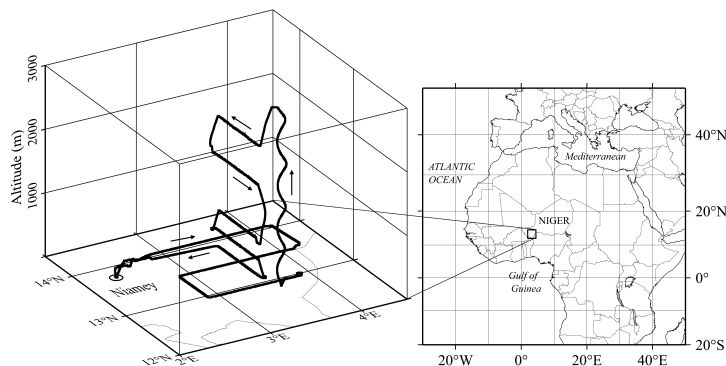 3000
2000
1000
Altitude (m)
14°N
13°N
12°N
2°E
3°E
4°E
Niamey
ATLANTIC
OCEAN
Mediterranean
NIGER
Gulf of
Guinea
40°N
20°N
0°
20°S
20°W
0°
20°E
40°E